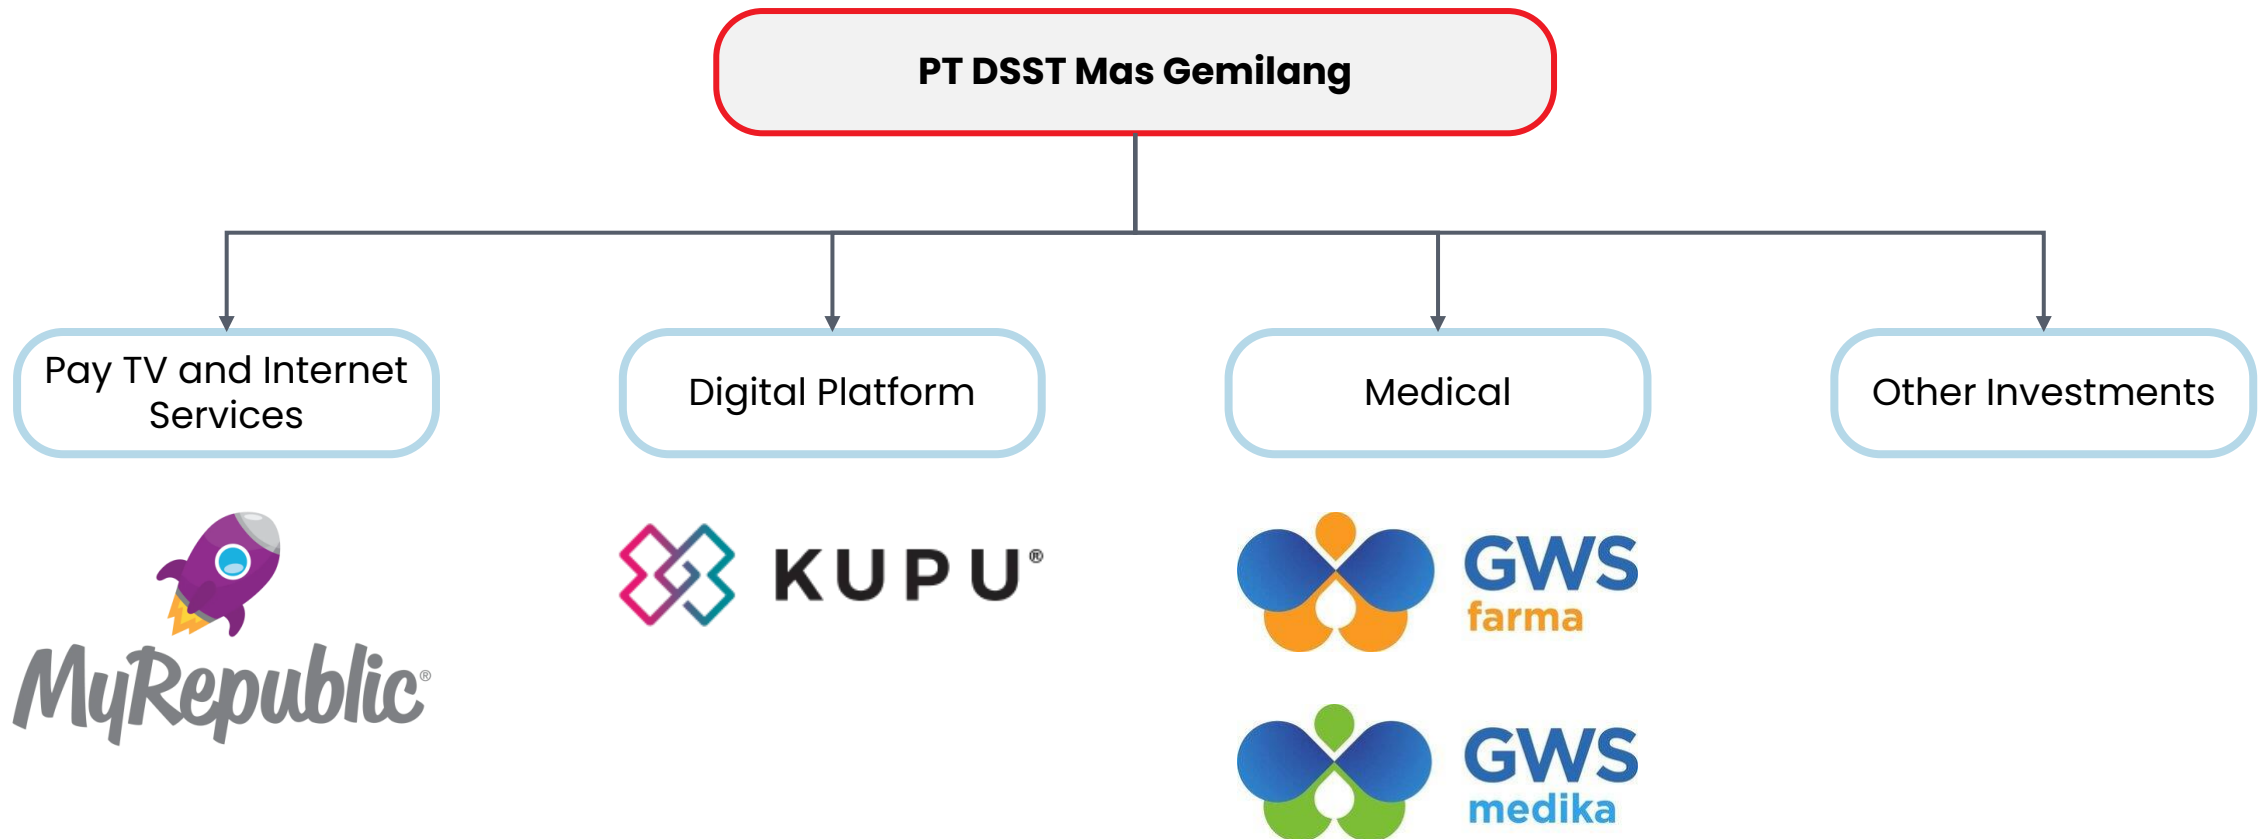 PT DSST Mas Gemilang
Pay TV and Internet
Services
Digital Platform
Medical
Other Investments
MyRepublic®
KUPU®
GWS
farma
GWS
medika